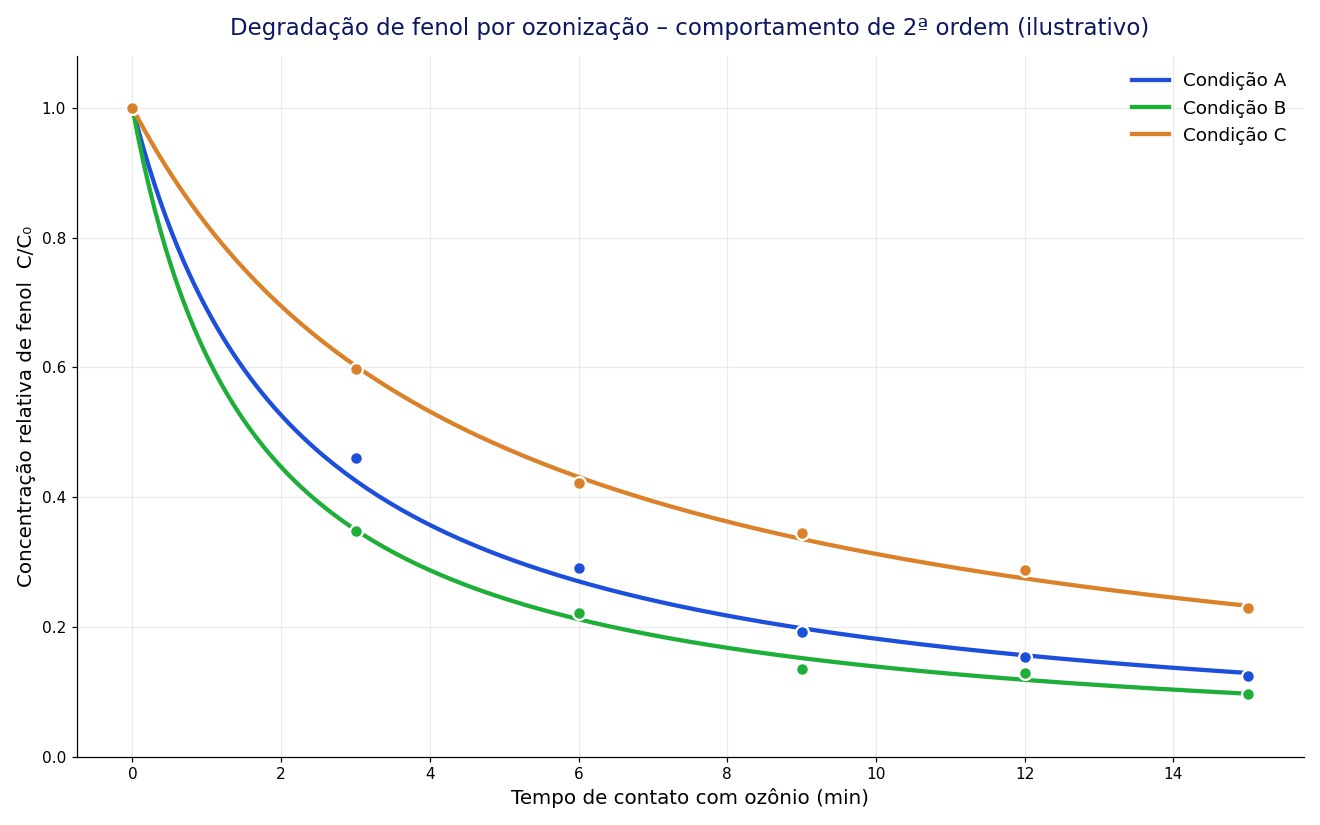 Degradação de fenol por ozonização – comportamento de 2ª ordem (ilustrativo)
Condição A
Condição B
Condição C
Concentração relativa de fenol  C/C₀
1.0
0.8
0.6
0.4
0.2
0.0
0 2 4 6 8 10 12 14
Tempo de contato com ozônio (min)